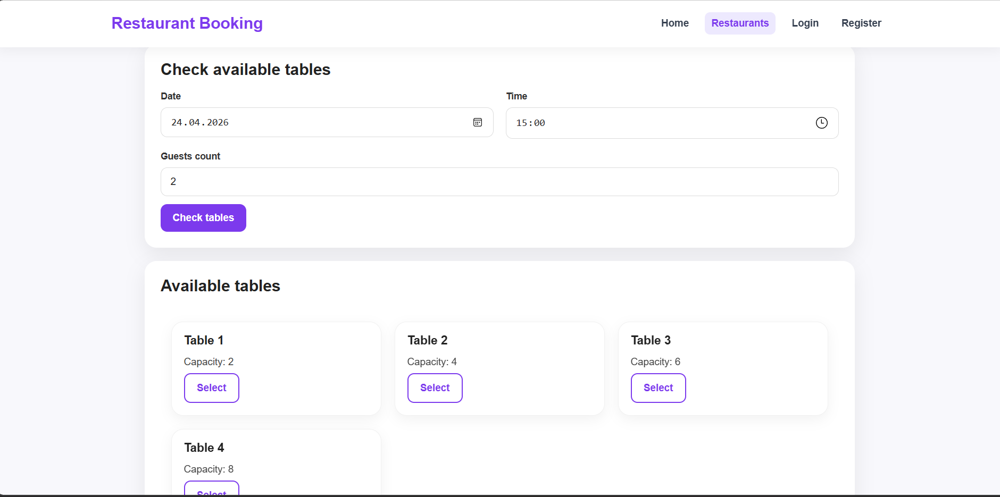 Restaurant Booking
Home Restaurants Login Register
Check available tables
Date Time
24.04.2026 15:00
Guests count
2
Check tables
Available tables
Table 1 Table 2 Table 3
Capacity: 2 Capacity: 4 Capacity: 6
Select Select Select
Table 4
Capacity: 8
Select